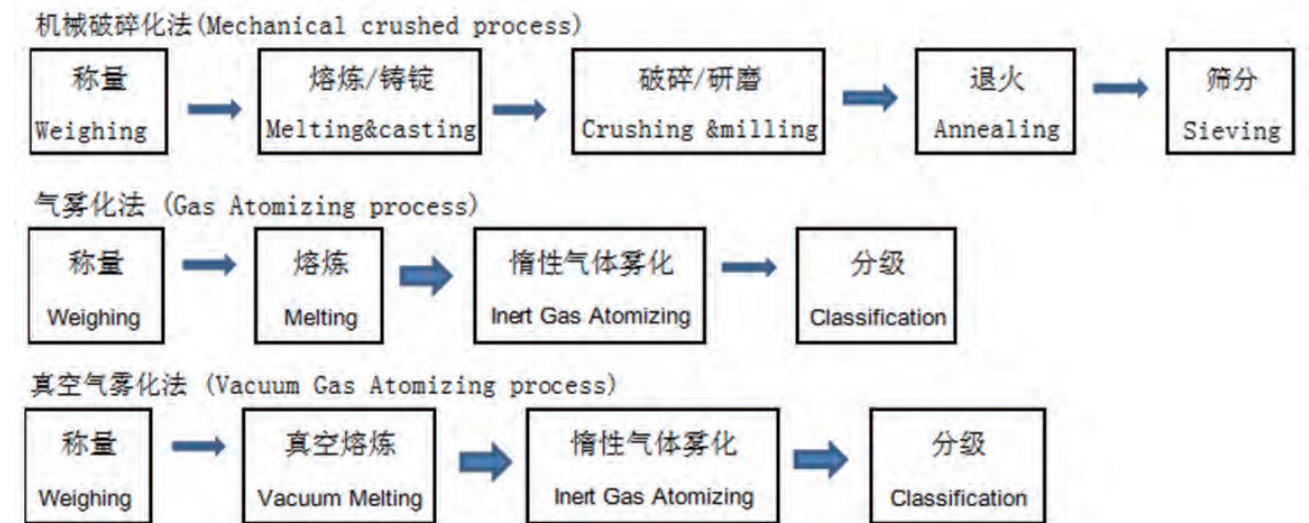 机械破碎化法(Mechanical crushed process)
称量 熔炼/铸锭 破碎/研磨 退火 筛分
Weighing Melting&casting Crushing &milling Annealing Sieving
气雾化法 (Gas Atomizing process)
称量 熔炼 惰性气体雾化 分级
Weighing Melting Inert Gas Atomizing Classification
真空气雾化法 (Vacuum Gas Atomizing process)
称量 真空熔炼 惰性气体雾化 分级
Weighing Vacuum Melting Inert Gas Atomizing Classification